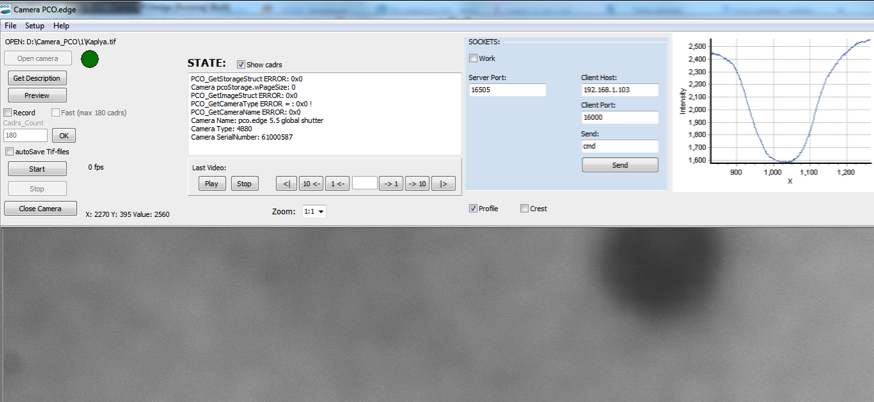 Camera PCO.edge
File Setup Help
OPEN: D:\Camera_PCO\1\Kaplya.tif
Open camera
Get Description
Preview
Record
Fast (max 180 cadrs)
Cadrs_Count
180
OK
autoSave Tif-files
Start
0 fps
Stop
Close Camera
X: 2270 Y: 395 Value: 2560
STATE:
Show cadrs
PCO_GetStorageStruct ERROR: 0x0
Camera pcoStorage.wPageSize: 0
PCO_GetImageStruct ERROR: 0x0
PCO_GetCameraType ERROR = : 0x0 !
PCO_GetCameraName ERROR: 0x0
Camera Name: pco.edge 5.5 global shutter
Camera Type: 4880
Camera SerialNumber: 61000587
Last Video:
Play
Stop
<|
10 <-
1 <-
-> 1
-> 10
|>
Zoom:
1:1
SOCKETS:
Work
Server Port:
16505
Client Host:
192.168.1.103
Client Port:
16000
Send:
cmd
Send
Profile
Crest
2,500
2,400
2,300
2,200
2,100
2,000
1,900
1,800
1,700
1,600
Intensity
900
1,000
1,100
1,200
X